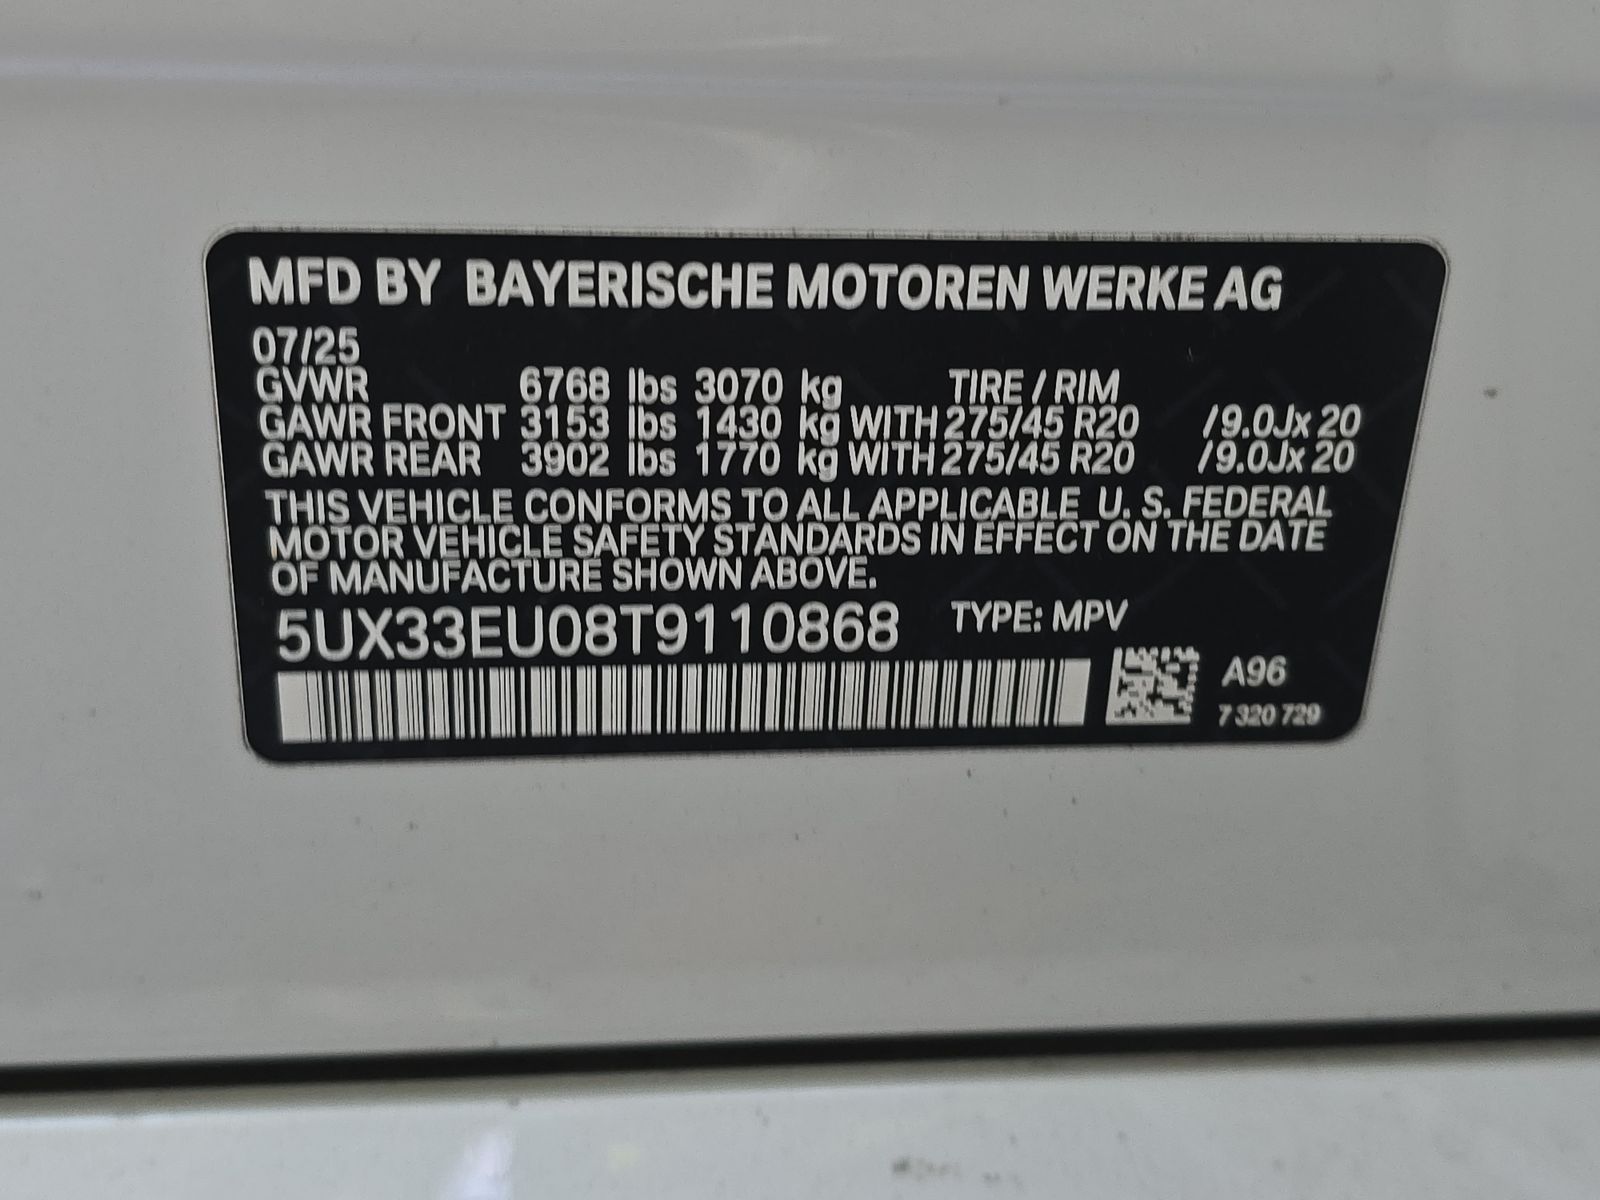 MFD BY BAYERISCHE MOTOREN WERKE AG
07/25
GVWR 6768 lbs 3070 kg TIRE / RIM
GAWR FRONT 3153 lbs 1430 kg WITH 275/45 R20 /9.0Jx 20
GAWR REAR 3902 lbs 1770 kg WITH 275/45 R20 /9.0Jx 20
THIS VEHICLE CONFORMS TO ALL APPLICABLE U. S. FEDERAL
MOTOR VEHICLE SAFETY STANDARDS IN EFFECT ON THE DATE
OF MANUFACTURE SHOWN ABOVE.
5UX33EU08T9110868 TYPE: MPV
A96
7 320 729